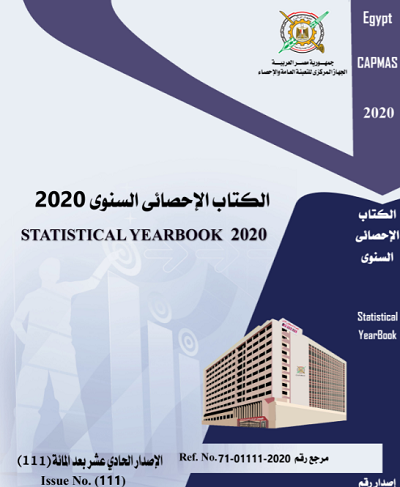 جمهورية مصر العربية
الجهاز المركزى للتعبئة العامة والإحصاء
Egypt
CAPMAS
2020
الكتاب الإحصائى السنوى 2020
STATISTICAL YEARBOOK 2020
الكتاب
الإحصائى
السنوى
Statistical
YearBook
مرجع رقم Ref. No.71-01111-2020
الإصدار الحادي عشر بعد المائة (111)
Issue No. (111)
إصدار رقم